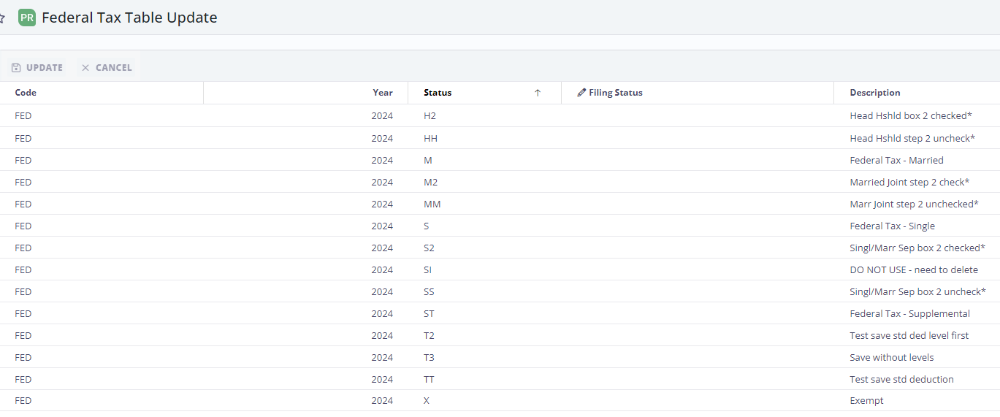 PR Federal Tax Table Update
UPDATE CANCEL
Code Year Status Filing Status Description
FED 2024 H2 Head Hshld box 2 checked*
FED 2024 HH Head Hshld step 2 uncheck*
FED 2024 M Federal Tax - Married
FED 2024 M2 Married Joint step 2 check*
FED 2024 MM Marr Joint step 2 unchecked*
FED 2024 S Federal Tax - Single
FED 2024 S2 Singl/Marr Sep box 2 checked*
FED 2024 SI DO NOT USE - need to delete
FED 2024 SS Singl/Marr Sep box 2 uncheck*
FED 2024 ST Federal Tax - Supplemental
FED 2024 T2 Test save std ded level first
FED 2024 T3 Save without levels
FED 2024 TT Test save std deduction
FED 2024 X Exempt